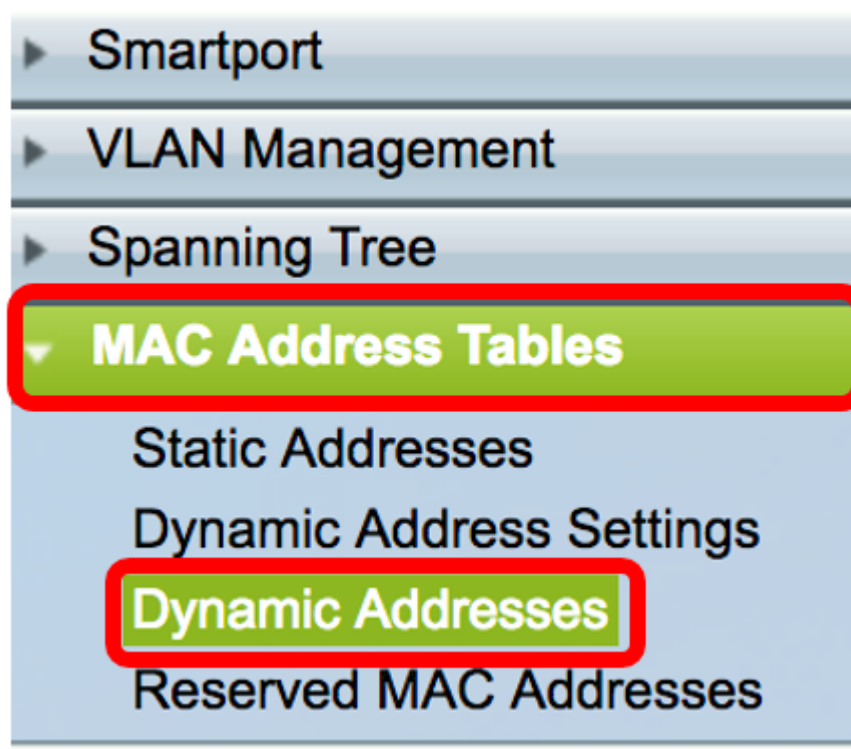 Smartport
VLAN Management
Spanning Tree
MAC Address Tables
Static Addresses
Dynamic Address Settings
Dynamic Addresses
Reserved MAC Addresses